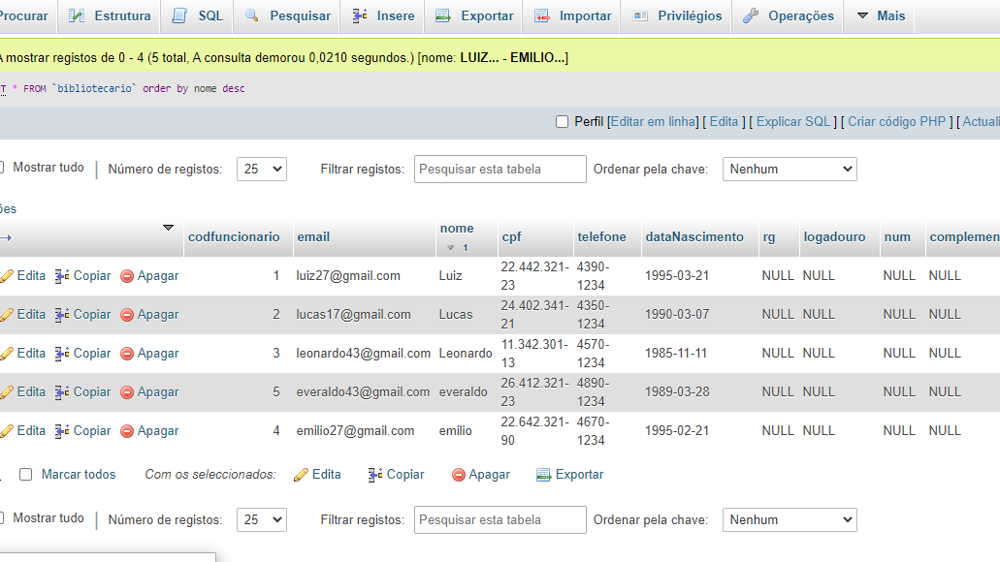 Procurar Estrutura SQL Pesquisar Insere Exportar Importar Privilégios Operações Mais
A mostrar registos de 0 - 4 (5 total, A consulta demorou 0,0210 segundos.) [nome: LUIZ... - EMILIO...]
T * FROM `bibliotecario` order by nome desc
Perfil [Editar em linha] [ Edita ] [ Explicar SQL ] [ Criar código PHP ] [ Actuali
Mostrar tudo Número de registos: 25 Filtrar registos: Pesquisar esta tabela Ordenar pela chave: Nenhum
ões
codfuncionario email nome 1 cpf telefone dataNascimento rg logadouro num complemen
Edita Copiar Apagar 1 luiz27@gmail.com Luiz 22.442.321-23 4390-1234 1995-03-21 NULL NULL NULL NULL
Edita Copiar Apagar 2 lucas17@gmail.com Lucas 24.402.341-21 4350-1234 1990-03-07 NULL NULL NULL NULL
Edita Copiar Apagar 3 leonardo43@gmail.com Leonardo 11.342.301-13 4570-1234 1985-11-11 NULL NULL NULL NULL
Edita Copiar Apagar 5 everaldo43@gmail.com everaldo 26.412.321-23 4890-1234 1989-03-28 NULL NULL NULL NULL
Edita Copiar Apagar 4 emilio27@gmail.com emilio 22.642.321-90 4670-1234 1995-02-21 NULL NULL NULL NULL
Marcar todos Com os seleccionados: Edita Copiar Apagar Exportar
Mostrar tudo Número de registos: 25 Filtrar registos: Pesquisar esta tabela Ordenar pela chave: Nenhum